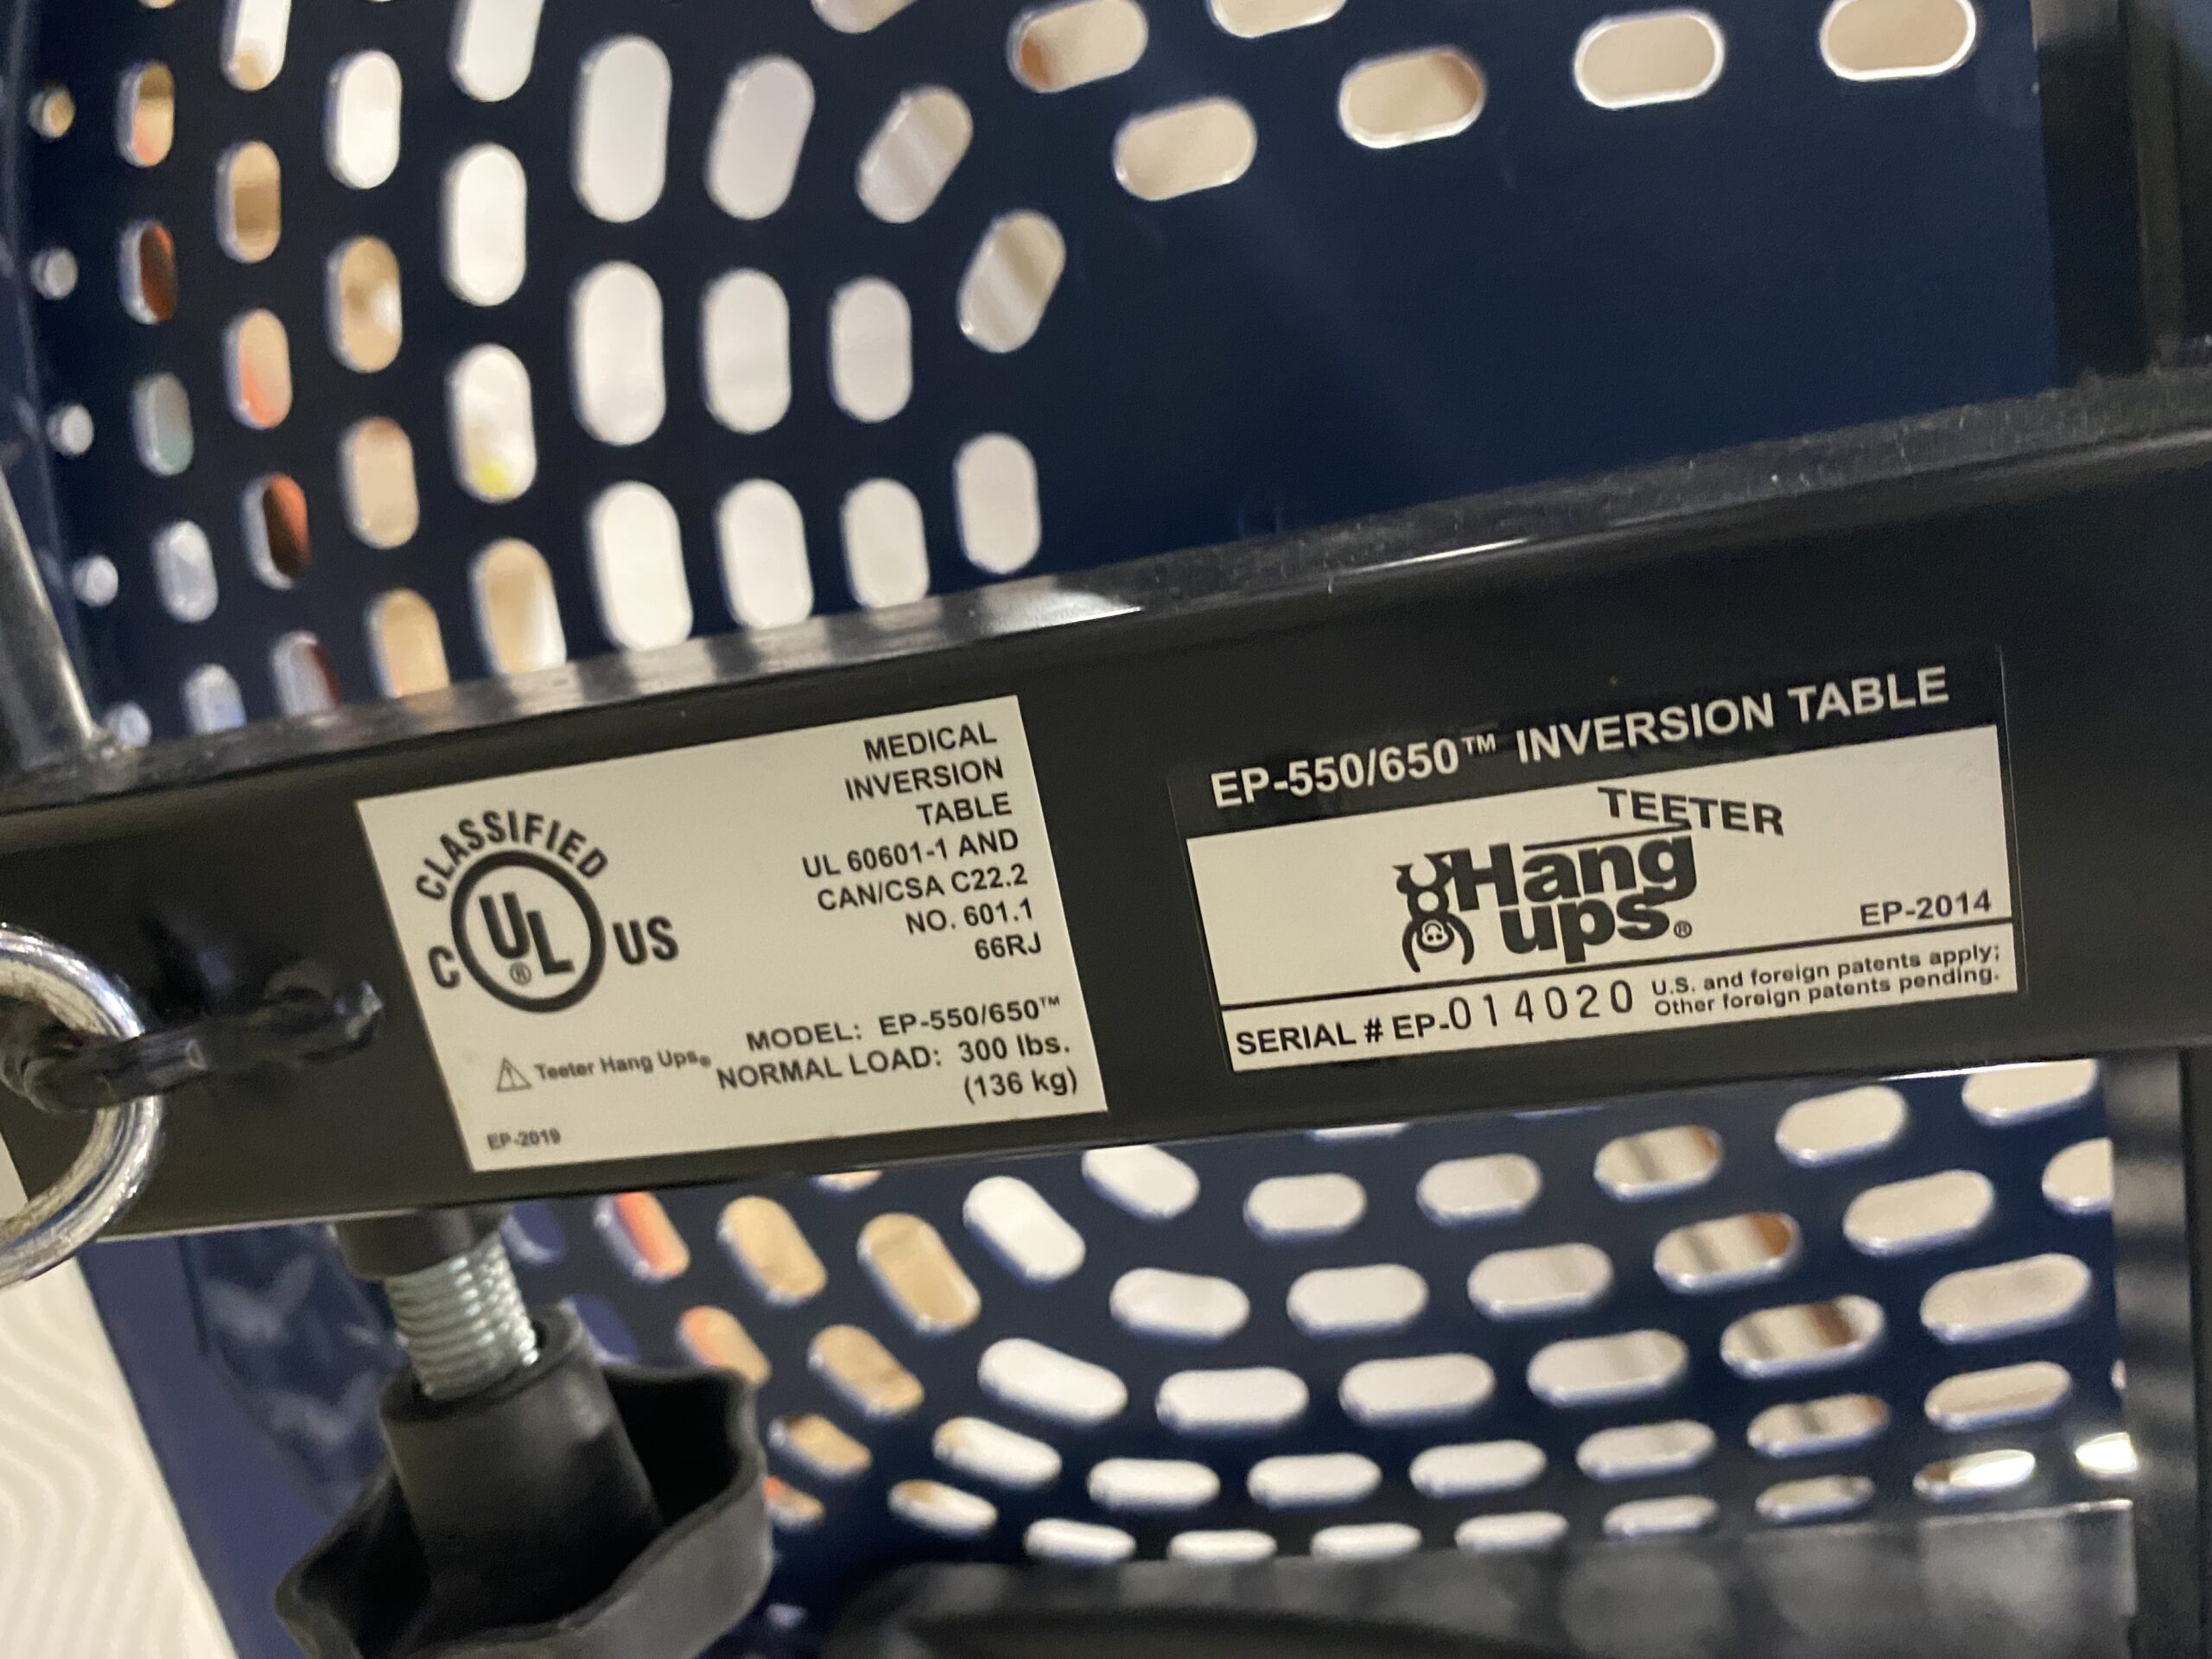 CLASSIFIED
C UL ® US
MEDICAL
INVERSION
TABLE
UL 60601-1 AND
CAN/CSA C22.2
NO. 601.1
66RJ
MODEL: EP-550/650™
⚠ Teeter Hang Ups®
NORMAL LOAD: 300 lbs.
(136 kg)
EP-2019
EP-550/650™ INVERSION TABLE
TEETER
Hang
ups®
EP-2014
SERIAL # EP-014020
U.S. and foreign patents apply;
Other foreign patents pending.